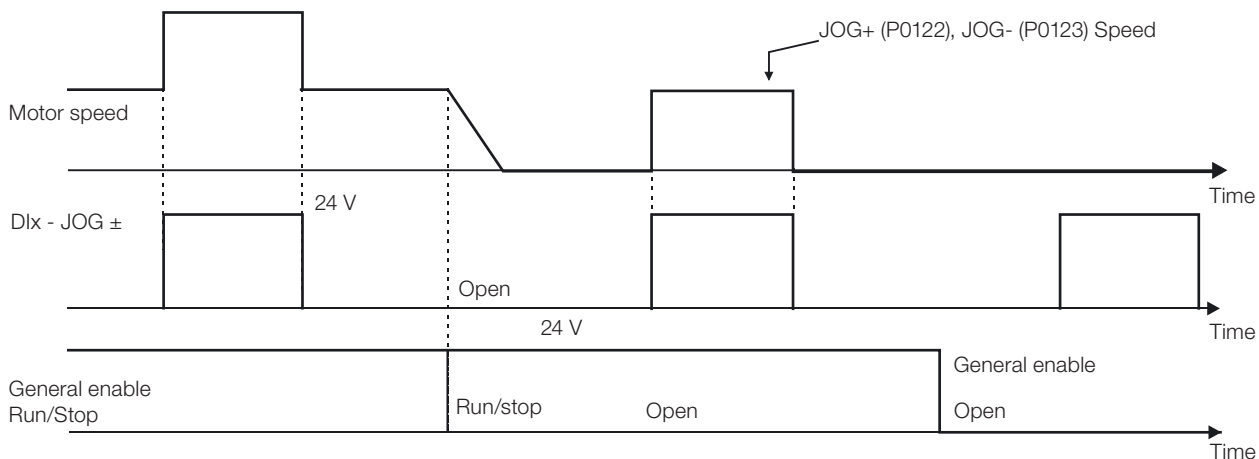 JOG+ (P0122), JOG- (P0123) Speed
Motor speed
Time
24 V
DIx - JOG ±
Open
Time
24 V
General enable
Run/Stop
Run/stop
Open
General enable
Open
Time